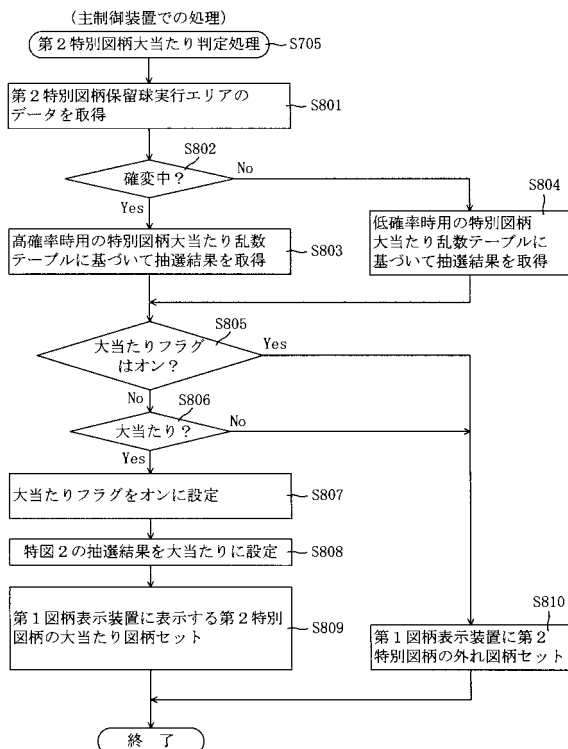 (主制御装置での処理)
第2特別図柄大当たり判定処理
S705
第2特別図柄保留球実行エリアの
データを取得
S801
S802
確変中?
No
Yes
S804
高確率時用の特別図柄大当たり乱数
テーブルに基づいて抽選結果を取得
S803
低確率時用の特別図柄
大当たり乱数テーブルに
基づいて抽選結果を取得
S805
大当たりフラグ
はオン?
Yes
No
S806
大当たり?
No
Yes
大当たりフラグをオンに設定
S807
特図2の抽選結果を大当たりに設定
S808
第1図柄表示装置に表示する第2特別
図柄の大当たり図柄セット
S809
S810
第1図柄表示装置に第2
特別図柄の外れ図柄セット
終了